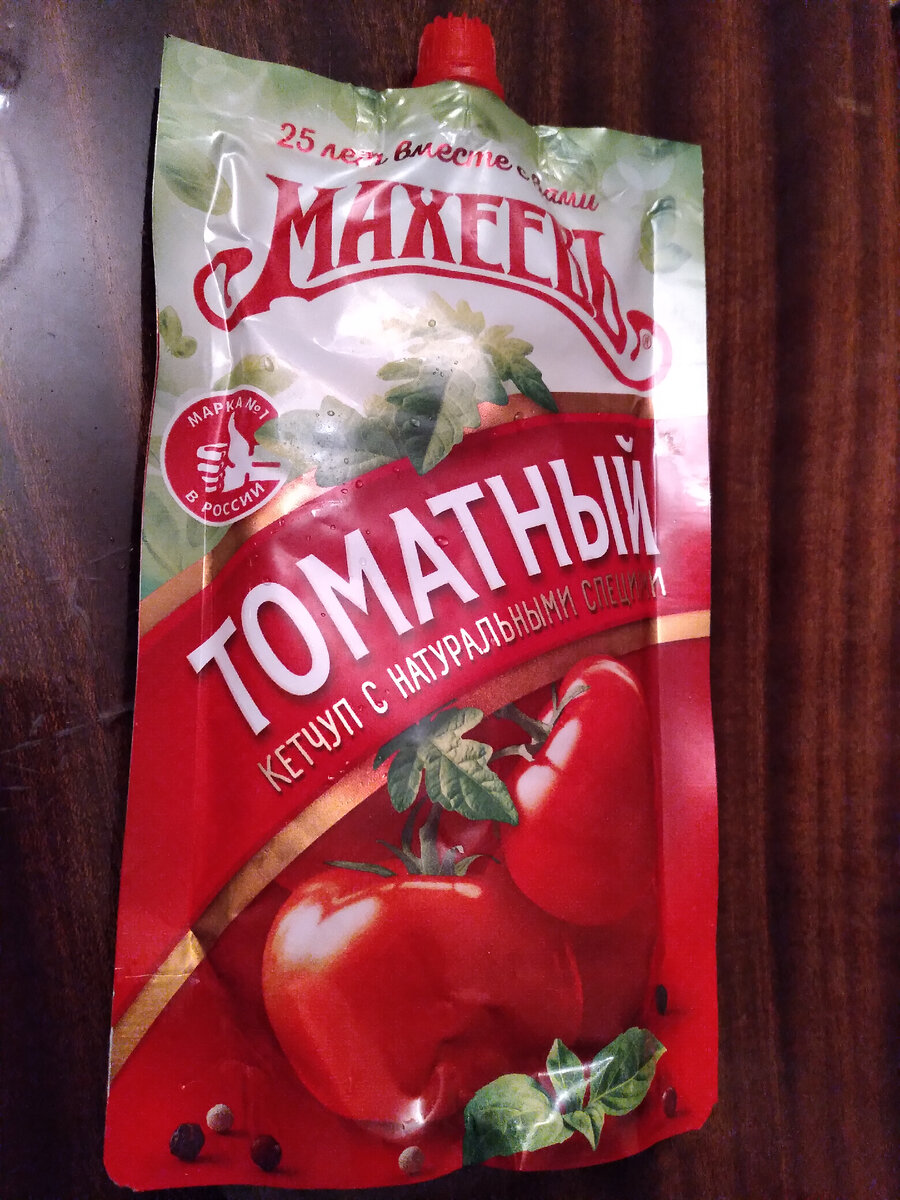 25 лет вместе с вами
МАХЕЕВЪ
®
МАРКА №1
В РОССИИ
ТОМАТНЫЙ
КЕТЧУП С НАТУРАЛЬНЫМИ СПЕЦИЯМИ